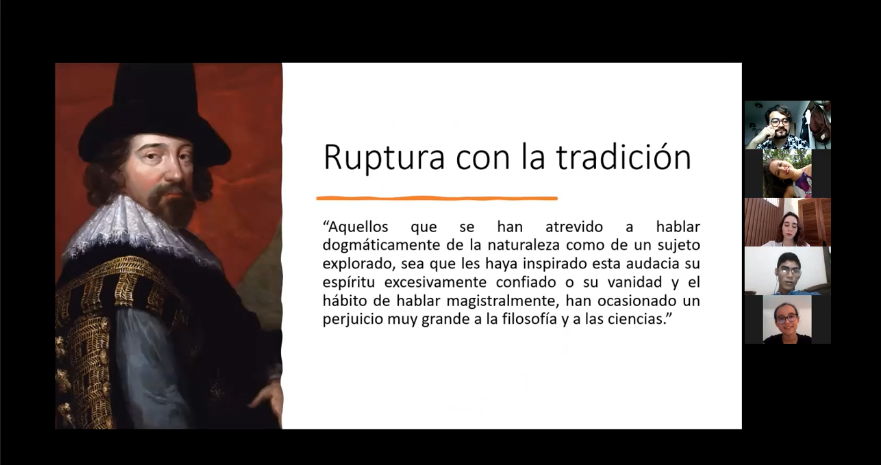 Ruptura con la tradición
“Aquellos que se han atrevido a hablar
dogmáticamente de la naturaleza como de un sujeto
explorado, sea que les haya inspirado esta audacia su
espíritu excesivamente confiado o su vanidad y el
hábito de hablar magistralmente, han ocasionado un
perjuicio muy grande a la filosofía y a las ciencias.”